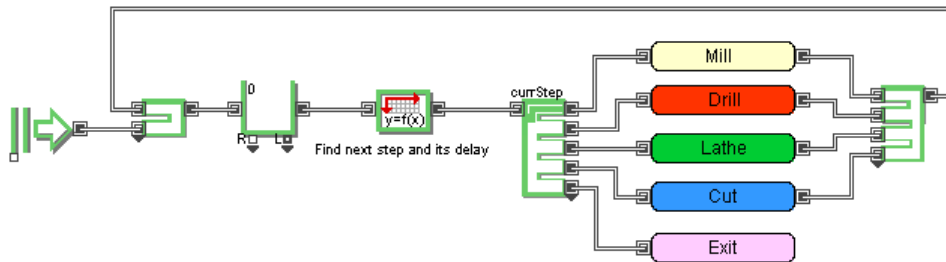 Mill
currStep
0
Drill
y=f(x)
R L
Find next step and its delay
Lathe
Cut
Exit